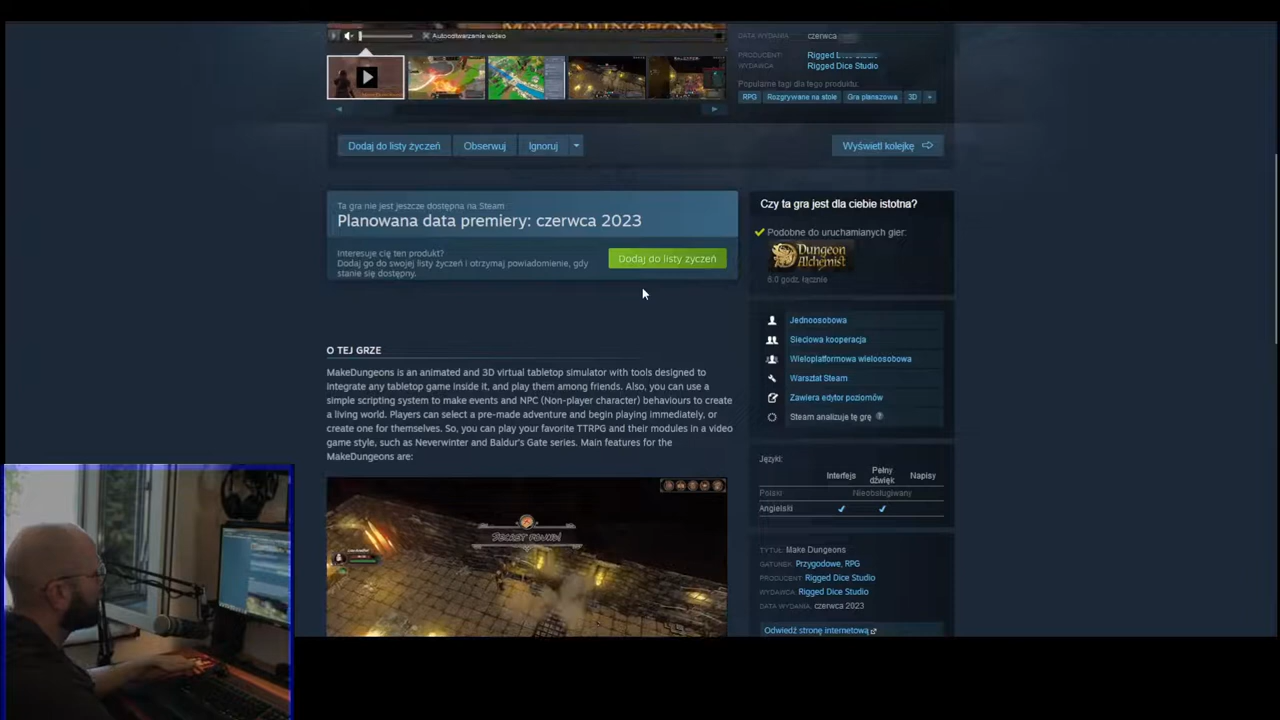 MAKEDUNGEONS
Autoodtwarzanie wideo
DATA WYDANIA:
czerwca
PRODUCENT:
Rigged Dice Studio
WYDAWCA:
Rigged Dice Studio
Popularne tagi dla tego produktu:
RPG
Rozgrywane na stole
Gra planszowa
3D
+
Dodaj do listy życzeń
Obserwuj
Ignoruj
Wyświetl kolejkę
Ta gra nie jest jeszcze dostępna na Steam
Planowana data premiery: czerwca 2023
Interesuje cię ten produkt?
Dodaj go do swojej listy życzeń i otrzymaj powiadomienie, gdy
stanie się dostępny.
Dodaj do listy życzeń
Czy ta gra jest dla ciebie istotna?
Podobne do uruchamianych gier:
Dungeon
Alchemist
6.0 godz. łącznie
Jednoosobowa
Sieciowa kooperacja
Wieloplatformowa wieloosobowa
Warsztat Steam
Zawiera edytor poziomów
Steam analizuje tę grę
O TEJ GRZE
MakeDungeons is an animated and 3D virtual tabletop simulator with tools designed to
integrate any tabletop game inside it, and play them among friends. Also, you can use a
simple scripting system to make events and NPC (Non-player character) behaviours to create
a living world. Players can select a pre-made adventure and begin playing immediately, or
create one for themselves. So, you can play your favorite TTRPG and their modules in a video
game style, such as Neverwinter and Baldur's Gate series. Main features for the
MakeDungeons are:
Języki:
Interfejs
Pełny dźwięk
Napisy
Polski
Nieobsługiwany
Angielski
SECRET FOUND!
TYTUŁ: Make Dungeons
GATUNEK: Przygodowe, RPG
PRODUCENT: Rigged Dice Studio
WYDAWCA: Rigged Dice Studio
DATA WYDANIA: czerwca 2023
Odwiedź stronę internetową